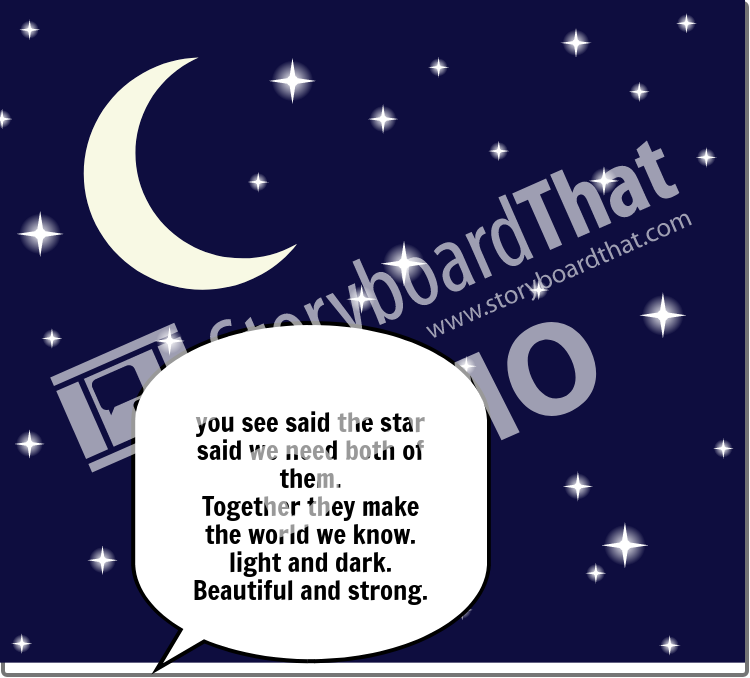 StoryboardThat
www.storyboardthat.com
you see said the star
said we need both of
them.
Together they make
the world we know.
light and dark.
Beautiful and strong.